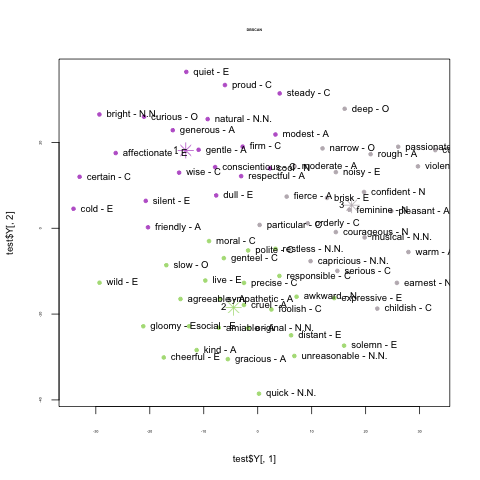 DBSCAN
quiet - E
proud - C
steady - C
deep - O
bright - N.N.
curious - O
natural - N.N.
generous - A
modest - A
firm - C
narrow - O
passionate
1
gentle - A
affectionate
rough - A
conscientious
moderate - A
violen
wise - C
respectful - A
noisy - E
certain - C
confident - N
dull - E
fierce - A
brisk - E
silent - E
3
cold - E
feminine - N
pleasant - A
particular - C
orderly - C
friendly - A
courageous - N
musical - N.N.
moral - C
polite - C
restless - N.N.
warm - A
genteel - C
capricious - N.N.
slow - O
serious - C
responsible - C
wild - E
live - E
precise - C
earnest - N
agreeable
sympathetic - A
awkward - N
expressive - E
2
cruel - A
foolish - C
childish - C
gloomy - E
social - E
amiable
original - N.N.
distant - E
solemn - E
kind - A
cheerful - E
gracious - A
unreasonable - N.N.
quick - N.N.
test$Y[, 2]
test$Y[, 1]